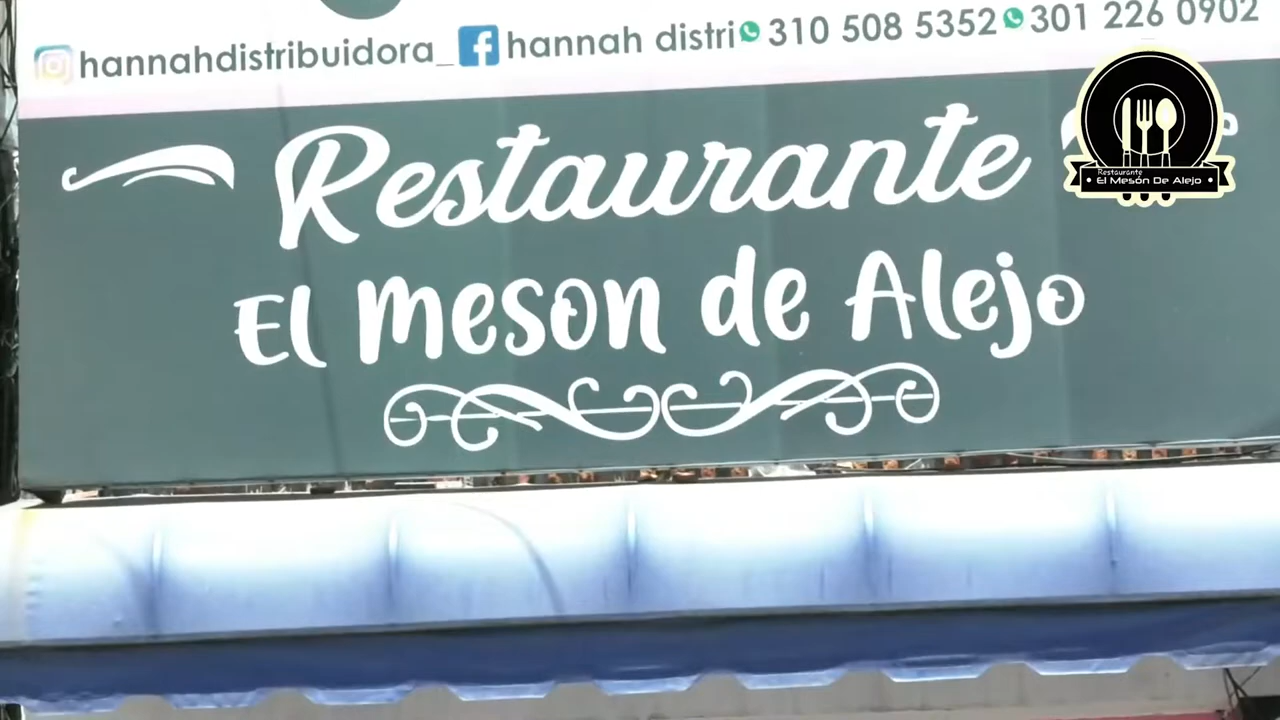 hannahdistribuidora_ hannah distri 310 508 5352 301 226 0902
Restaurante
El meson de Alejo
Restaurante
• El Mesón De Alejo •